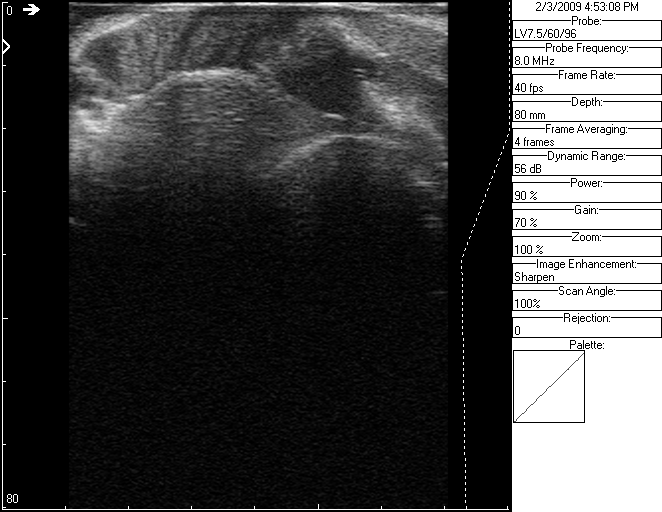 0
80
2/3/2009 4:53:08 PM
Probe:
LV7.5/60/96
Probe Frequency:
8.0 MHz
Frame Rate:
40 fps
Depth:
80 mm
Frame Averaging:
4 frames
Dynamic Range:
56 dB
Power:
90 %
Gain:
70 %
Zoom:
100 %
Image Enhancement:
Sharpen
Scan Angle:
100%
Rejection:
0
Palette: